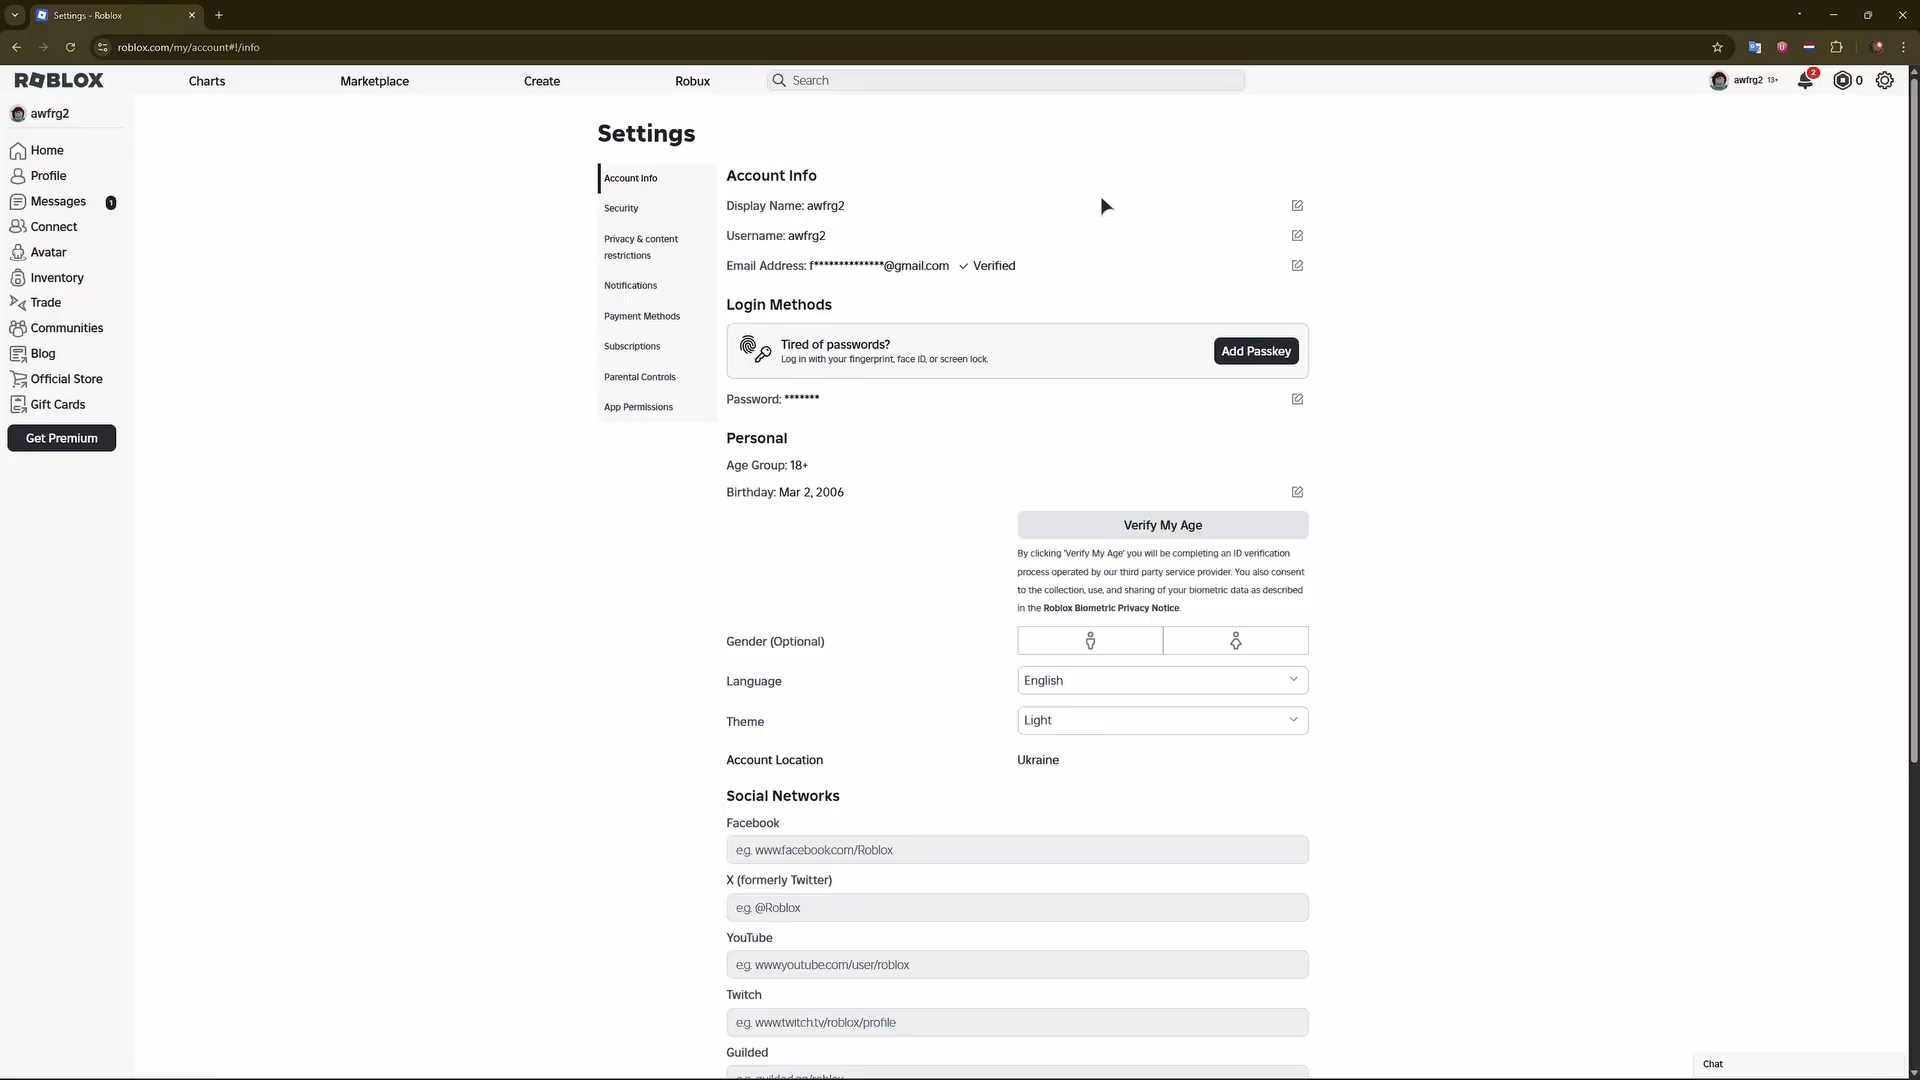 Settings - Roblox
roblox.com/my/account#!/info
ROBLOX
Charts
Marketplace
Create
Robux
Search
awfrg2 13+
2
0
awfrg2
Home
Profile
Messages 1
Connect
Avatar
Inventory
Trade
Communities
Blog
Official Store
Gift Cards
Get Premium
Settings
Account Info
Security
Privacy & content
restrictions
Notifications
Payment Methods
Subscriptions
Parental Controls
App Permissions
Account Info
Display Name: awfrg2
Username: awfrg2
Email Address: f**************@gmail.com Verified
Login Methods
Tired of passwords?
Log in with your fingerprint, face ID, or screen lock.
Add Passkey
Password: *******
Personal
Age Group: 18+
Birthday: Mar 2, 2006
Verify My Age
By clicking 'Verify My Age' you will be completing an ID verification
process operated by our third party service provider. You also consent
to the collection, use, and sharing of your biometric data as described
in the Roblox Biometric Privacy Notice.
Gender (Optional)
Language
English
Theme
Light
Account Location
Ukraine
Social Networks
Facebook
e.g. www.facebook.com/Roblox
X (formerly Twitter)
e.g. @Roblox
YouTube
e.g. www.youtube.com/user/roblox
Twitch
e.g. www.twitch.tv/roblox/profile
Guilded
e.g. guilded.gg/roblox
Chat